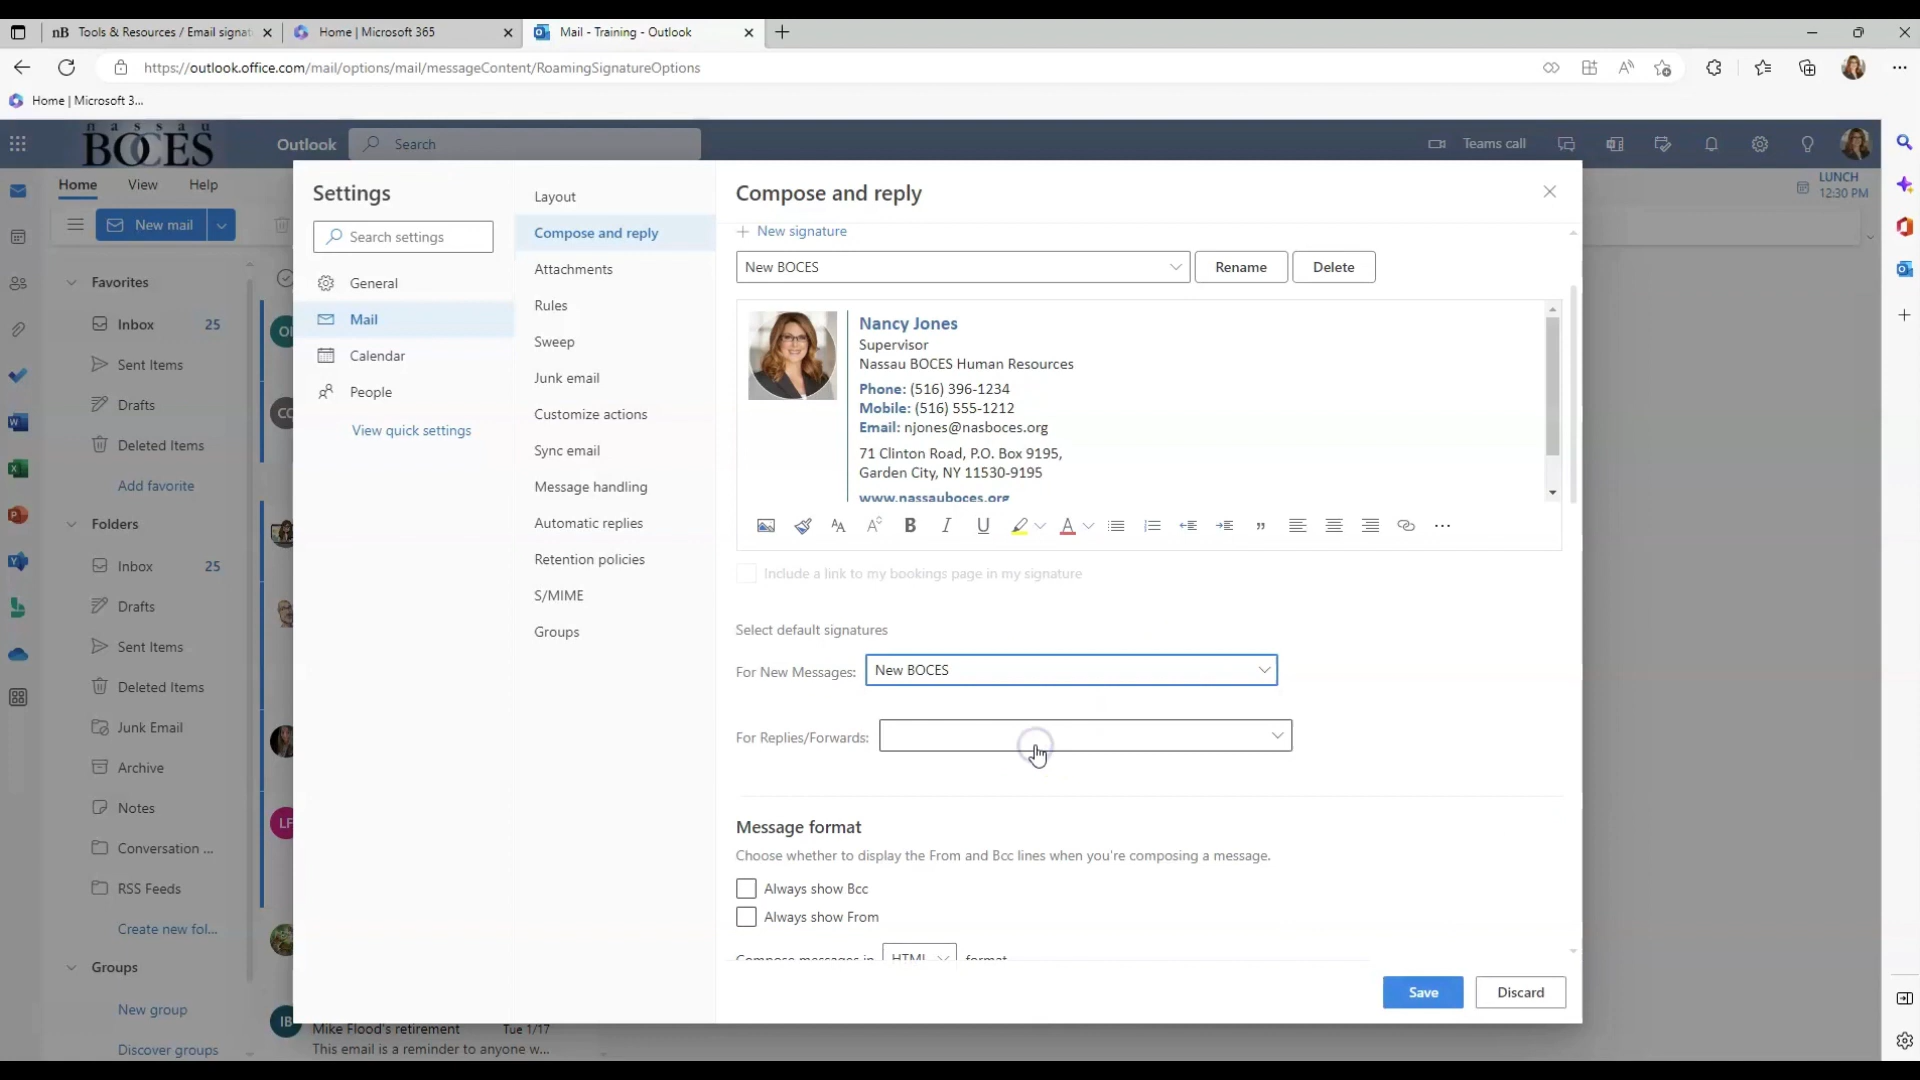 nB Tools & Resources / Email signat
Home | Microsoft 365
Mail - Training - Outlook
https://outlook.office.com/mail/options/mail/messageContent/RoamingSignatureOptions
Home | Microsoft 3...
nassau
BOCES
Outlook
Search
Teams call
Home
View
Help
LUNCH
12:30 PM
New mail
Favorites
Inbox 25
Sent Items
Drafts
Deleted Items
Add favorite
Folders
Inbox 25
Drafts
Sent Items
Deleted Items
Junk Email
Archive
Notes
Conversation ...
RSS Feeds
Create new fol...
Groups
New group
Discover groups
OI
CC
LF
IB
Mike Flood's retirement Tue 1/17
This email is a reminder to anyone w...
Settings
Search settings
General
Mail
Calendar
People
View quick settings
Layout
Compose and reply
Attachments
Rules
Sweep
Junk email
Customize actions
Sync email
Message handling
Automatic replies
Retention policies
S/MIME
Groups
Compose and reply
New signature
New BOCES
Rename
Delete
Nancy Jones
Supervisor
Nassau BOCES Human Resources
Phone: (516) 396-1234
Mobile: (516) 555-1212
Email: njones@nasboces.org
71 Clinton Road, P.O. Box 9195,
Garden City, NY 11530-9195
www.nassauboces.org
Include a link to my bookings page in my signature
Select default signatures
For New Messages: New BOCES
For Replies/Forwards:
Message format
Choose whether to display the From and Bcc lines when you're composing a message.
Always show Bcc
Always show From
Compose messages in HTML format
Save
Discard